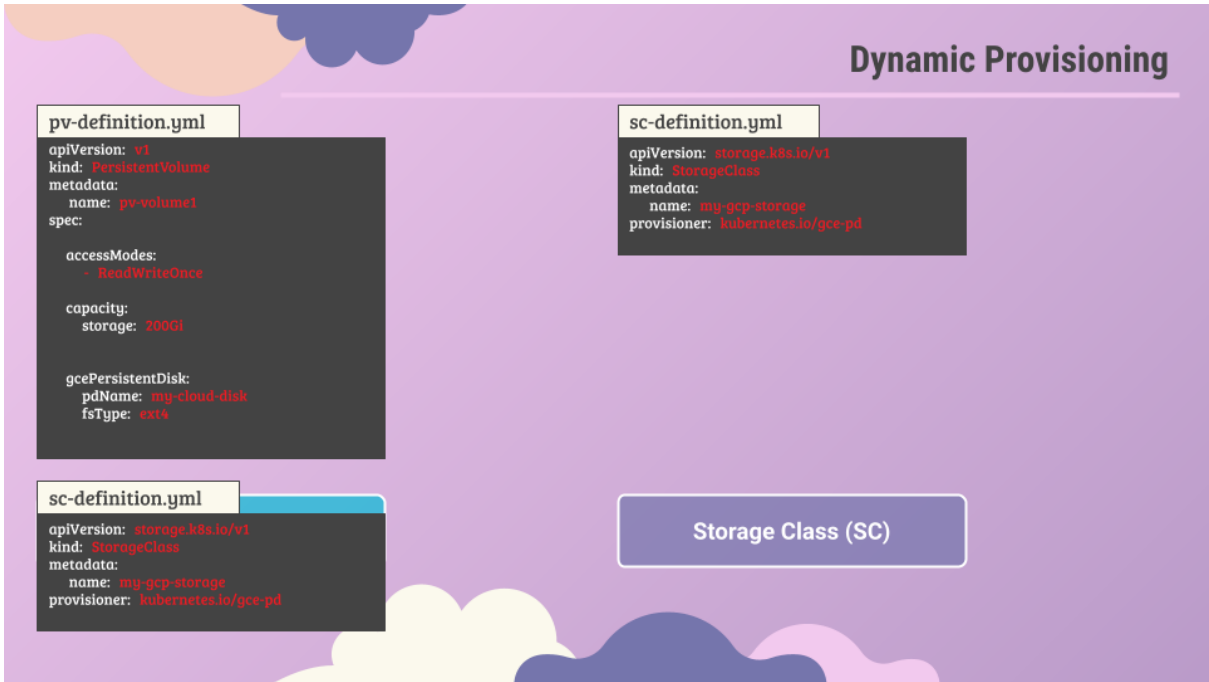 Dynamic Provisioning
pv-definition.yml
apiVersion: v1
kind: PersistentVolume
metadata:
name: pv-volume1
spec:
accessModes:
- ReadWriteOnce
capacity:
storage: 200Gi
gcePersistentDisk:
pdName: my-cloud-disk
fsType: ext4
sc-definition.yml
apiVersion: storage.k8s.io/v1
kind: StorageClass
metadata:
name: my-gcp-storage
provisioner: kubernetes.io/gce-pd
sc-definition.yml
apiVersion: storage.k8s.io/v1
kind: StorageClass
metadata:
name: my-gcp-storage
provisioner: kubernetes.io/gce-pd
Storage Class (SC)